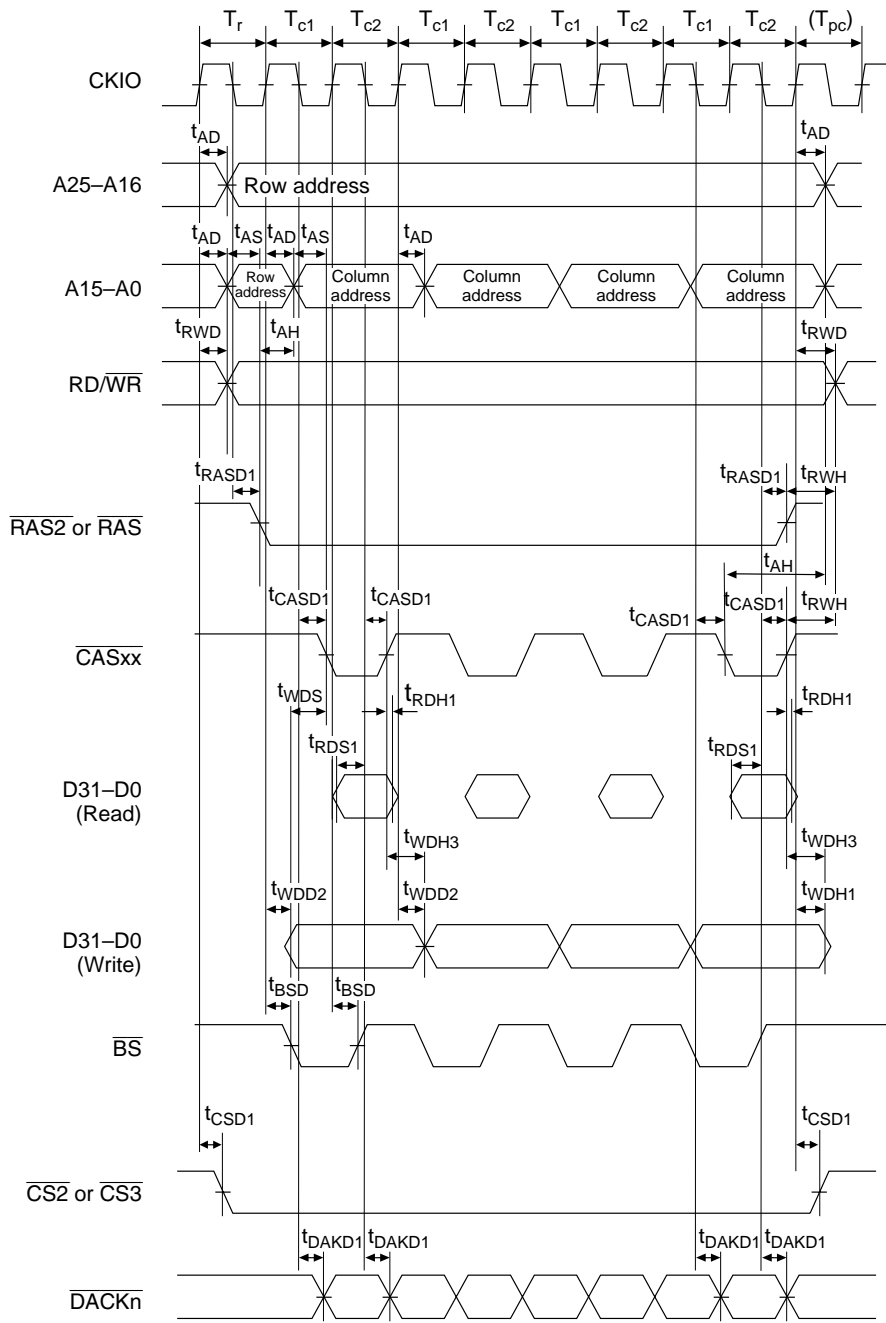 Tr Tc1 Tc2 Tc1 Tc2 Tc1 Tc2 Tc1 Tc2 (Tpc)
CKIO
tAD tAD
A25–A16 Row address
tAD tAS tAD tAS tAD
A15–A0 Row address Column address Column address Column address Column address
tRWD tAH tRWD
RD/WR
tRASD1 tRASD1 tRWH
RAS2 or RAS
tAH
tCASD1 tCASD1 tCASD1 tCASD1 tRWH
CASxx
tWDS tRDH1 tRDH1
tRDS1 tRDS1
D31–D0
(Read)
tWDH3 tWDH3
tWDD2 tWDD2 tWDH1
D31–D0
(Write)
tBSD tBSD
BS
tCSD1 tCSD1
CS2 or CS3
tDAKD1 tDAKD1 tDAKD1 tDAKD1
DACKn